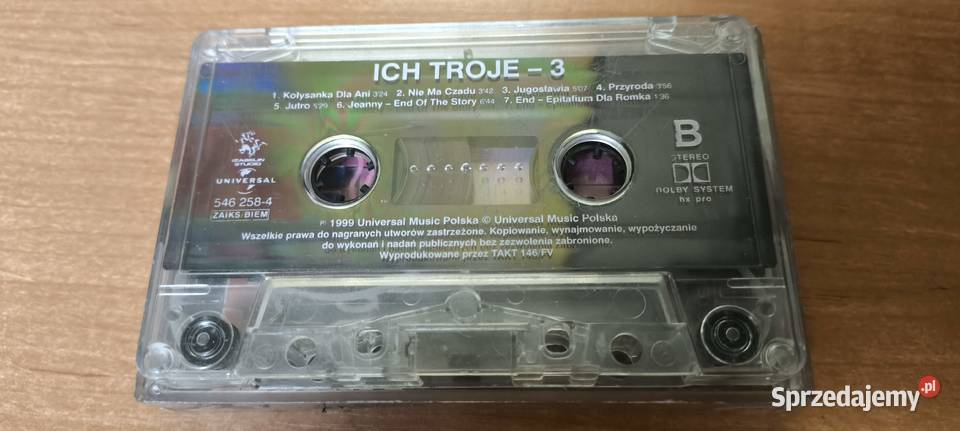 ICH TROJE – 3
1. Kołysanka Dla Ani 3'24 2. Nie Ma Czadu 3'42 3. Jugosławia 5'07 4. Przyroda 3'56
5. Jutro 5'29 6. Jeanny – End Of The Story 6'44 7. End – Epitafium Dla Romka 1'36
B
IZABELIN
STUDIO
UNIVERSAL
546 258-4
ZAIKS/BIEM
STEREO
DOLBY SYSTEM
hx pro
℗ 1999 Universal Music Polska © Universal Music Polska
Wszelkie prawa do nagranych utworów zastrzeżone. Kopiowanie, wynajmowanie, wypożyczanie
do wykonań i nadań publicznych bez zezwolenia zabronione.
Wyprodukowane przez TAKT 146/FV
Sprzedajemy.pl